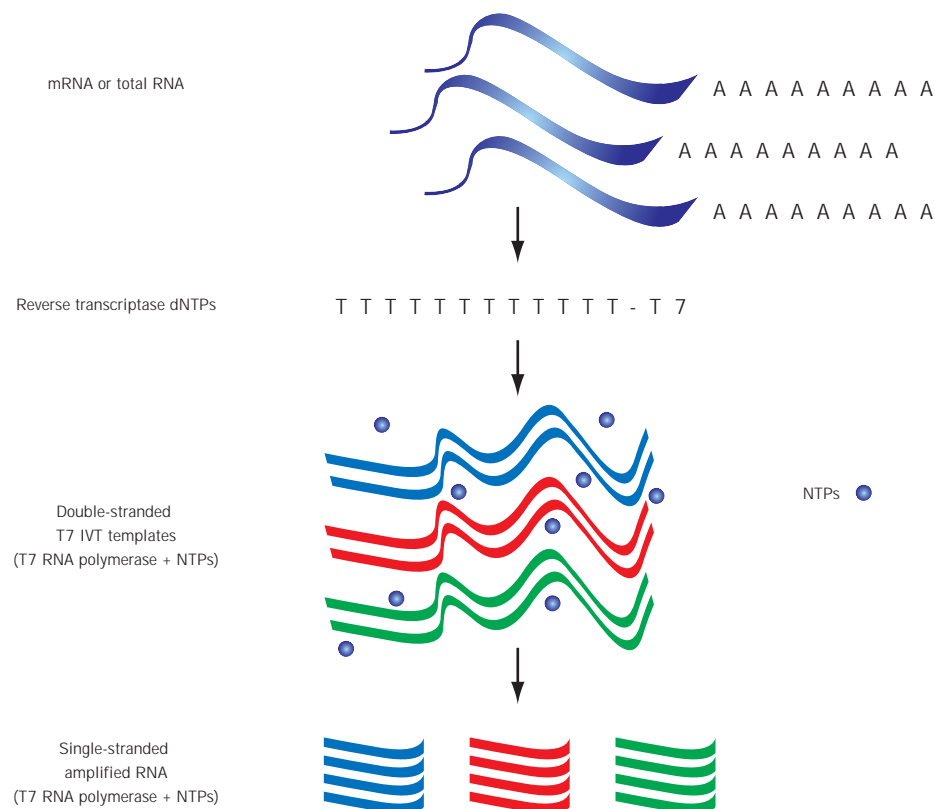 mRNA or total RNA
A A A A A A A A A
A A A A A A A A A
A A A A A A A A A
Reverse transcriptase dNTPs
T T T T T T T T T T T T - T 7
Double-stranded
T7 IVT templates
(T7 RNA polymerase + NTPs)
NTPs
Single-stranded
amplified RNA
(T7 RNA polymerase + NTPs)